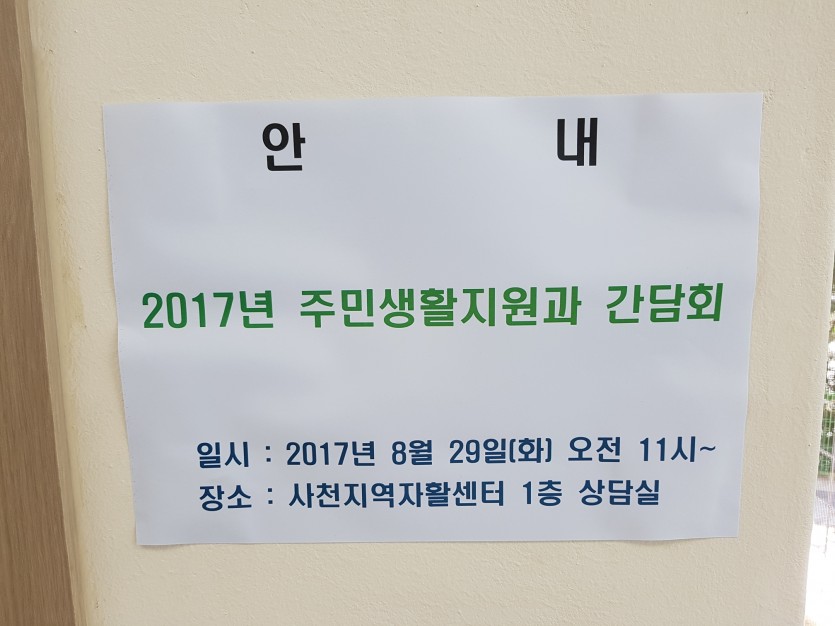 안 내
2017년 주민생활지원과 간담회
일시 : 2017년 8월 29일(화) 오전 11시~
장소 : 사천지역자활센터 1층 상담실